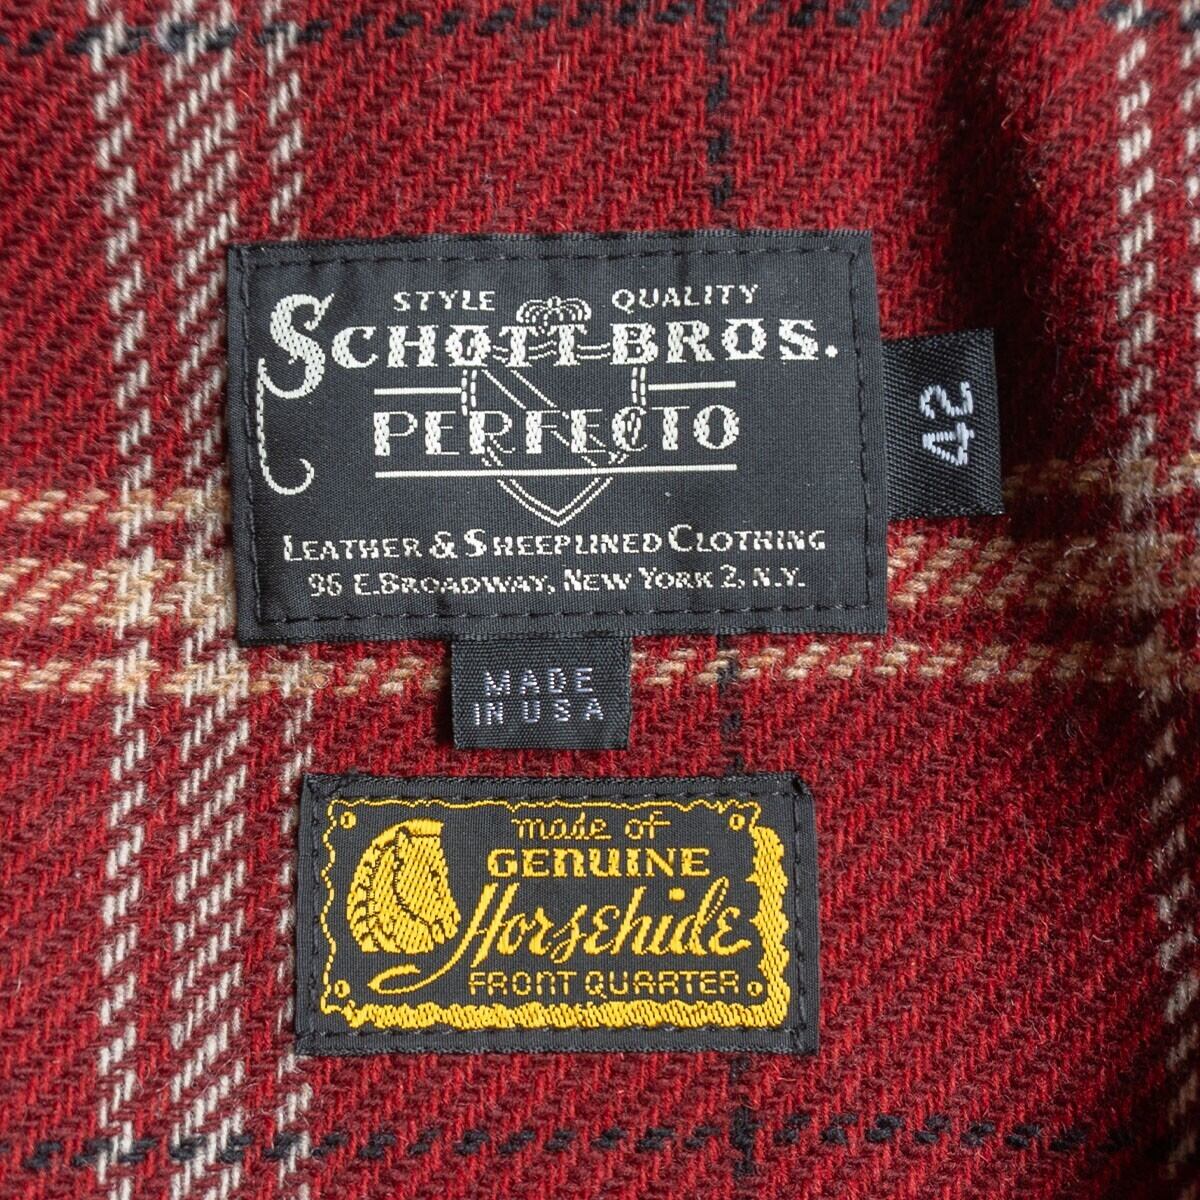 STYLE QUALITY
SCHOTT BROS.
PERFECTO
LEATHER & SHEEPLINED CLOTHING
96 E. BROADWAY, NEW YORK 2, N.Y.
42
MADE
IN USA
made of
GENUINE
Horsehide
FRONT QUARTER